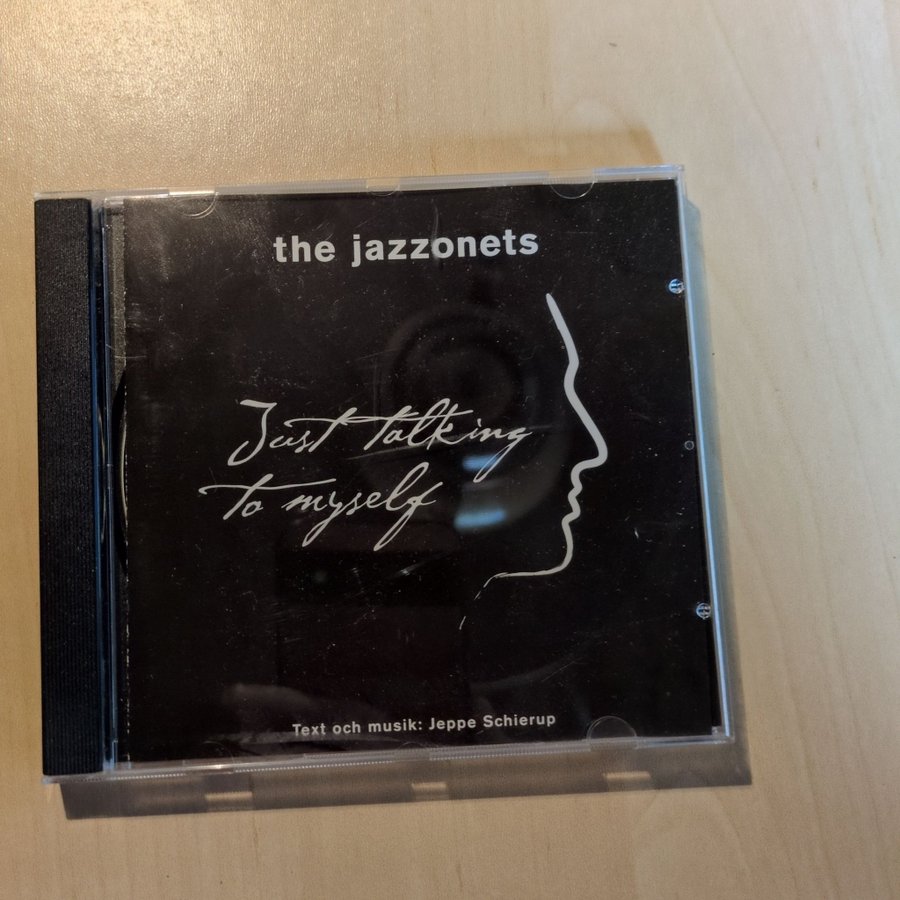 the jazzonets
Just talking
to myself
Text och musik: Jeppe Schierup